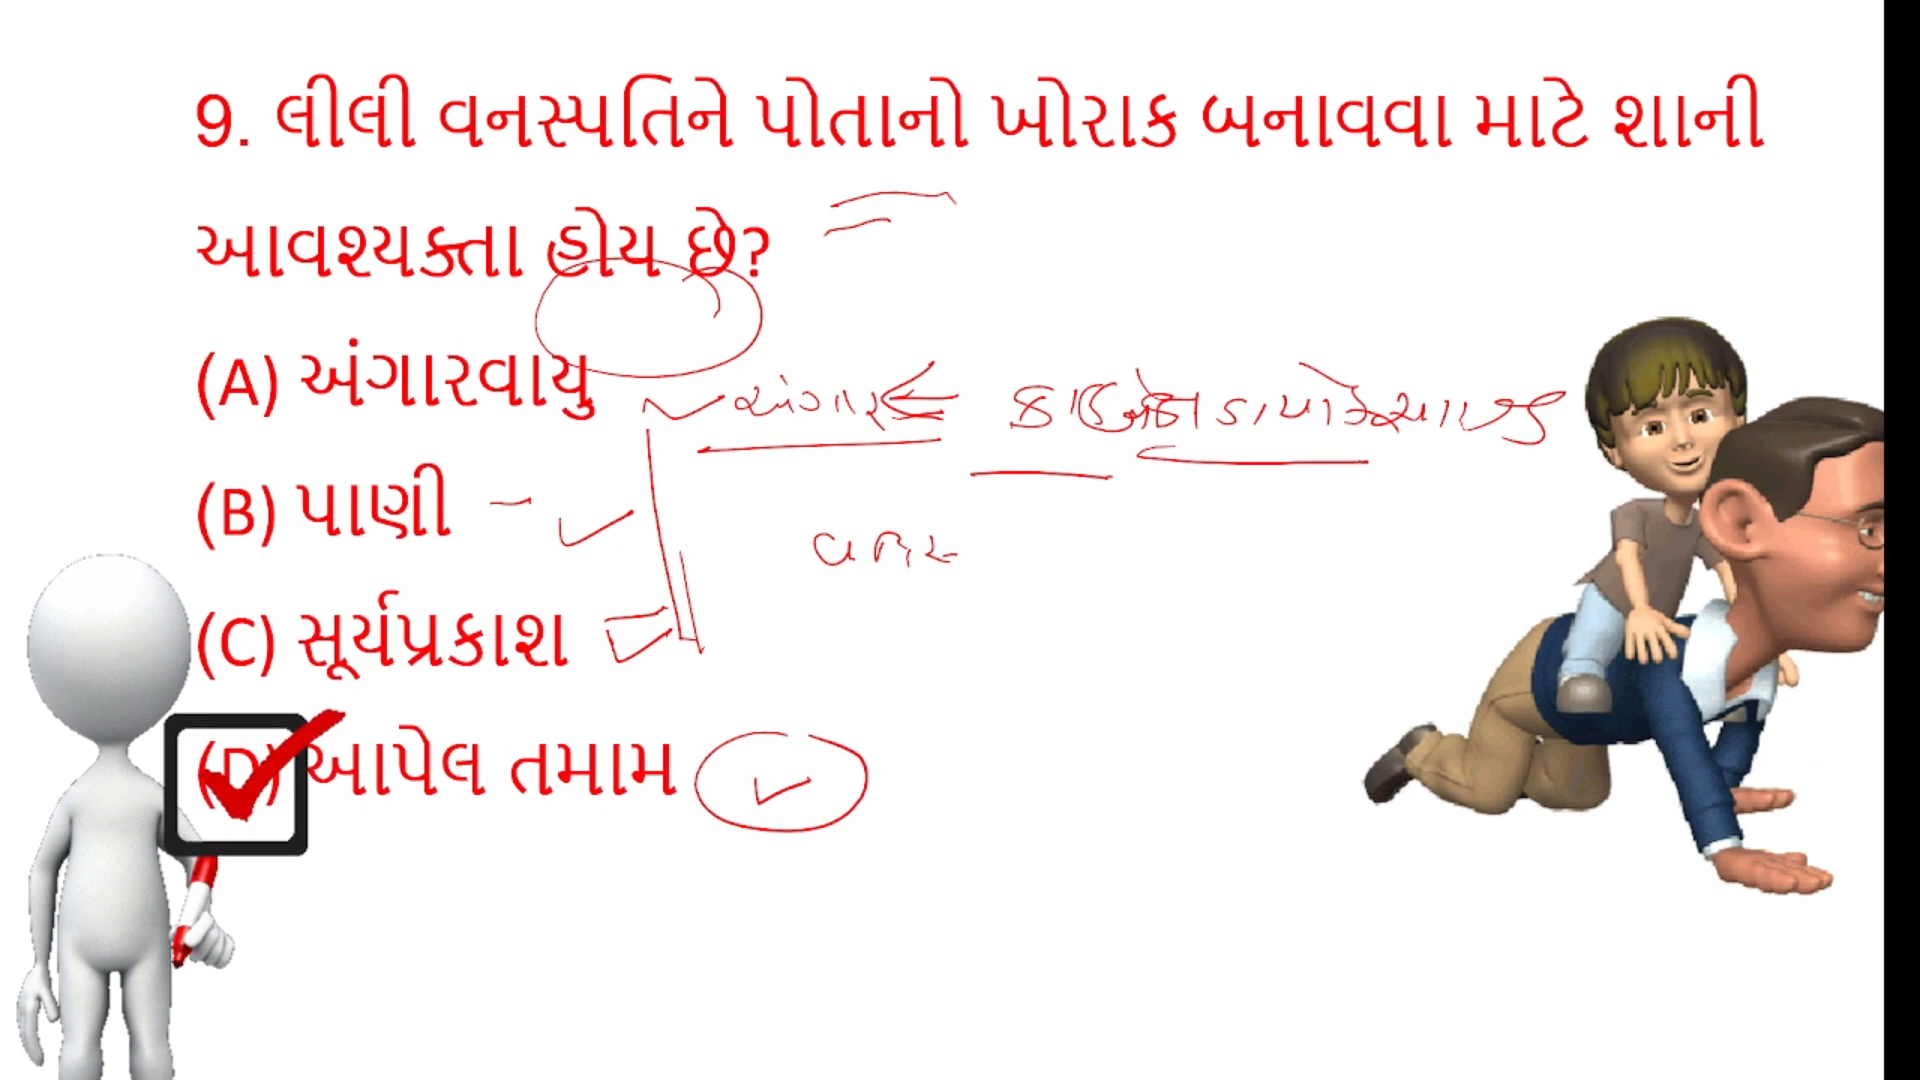 9. લીલી વનસ્પતિને પોતાનો ખોરાક બનાવવા માટે શાની
આવશ્યક્તા હોય છે?
(A) અંગારવાયુ
(B) પાણી
(C) સૂર્યપ્રકાશ
(D) આપેલ તમામ